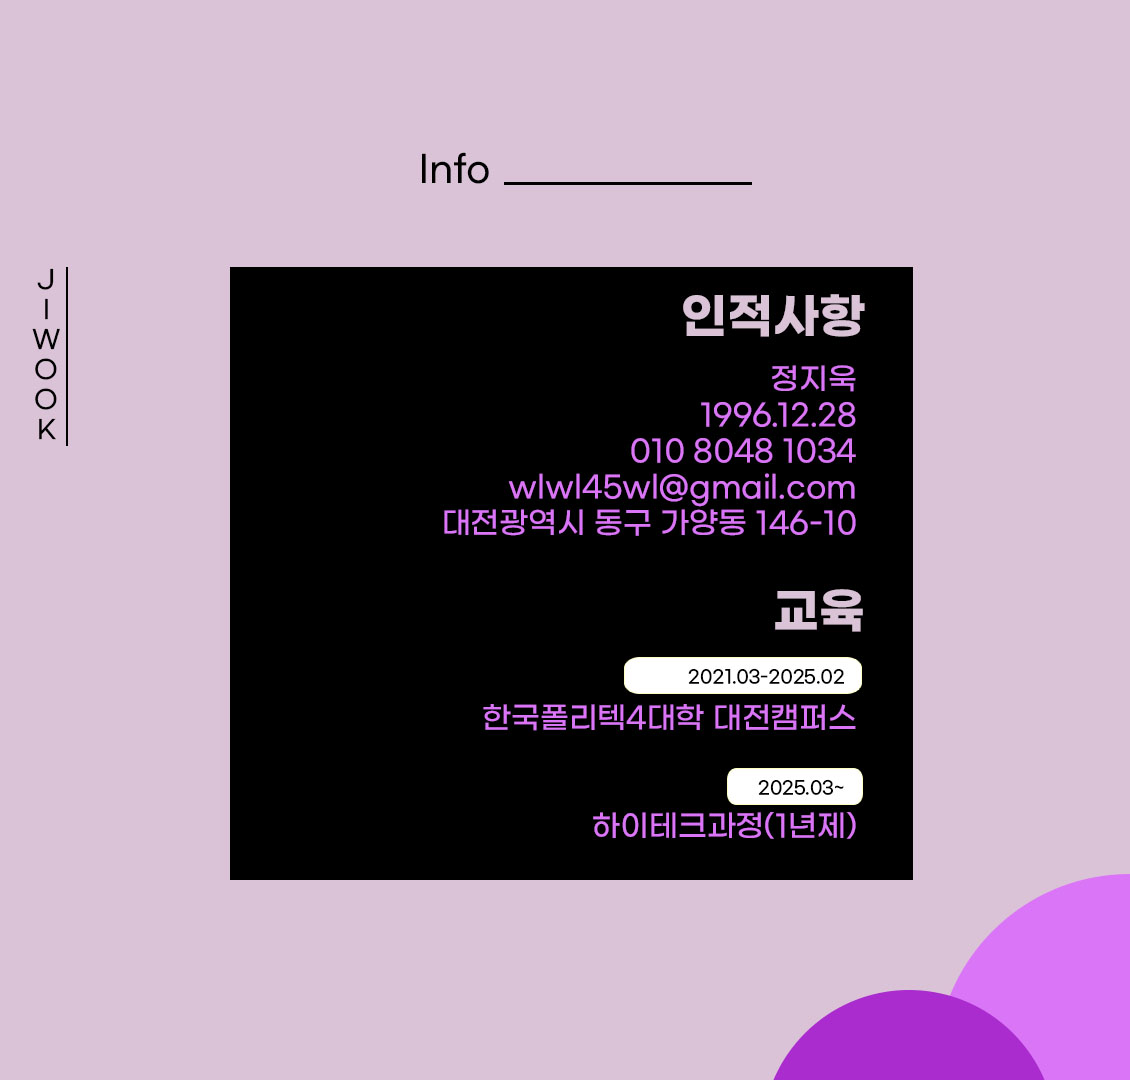 Info
JIWOOK
인적사항
정지욱
1996.12.28
010 8048 1034
wlwl45wl@gmail.com
대전광역시 동구 가양동 146-10
교육
2021.03-2025.02
한국폴리텍4대학 대전캠퍼스
2025.03~
하이테크과정(1년제)